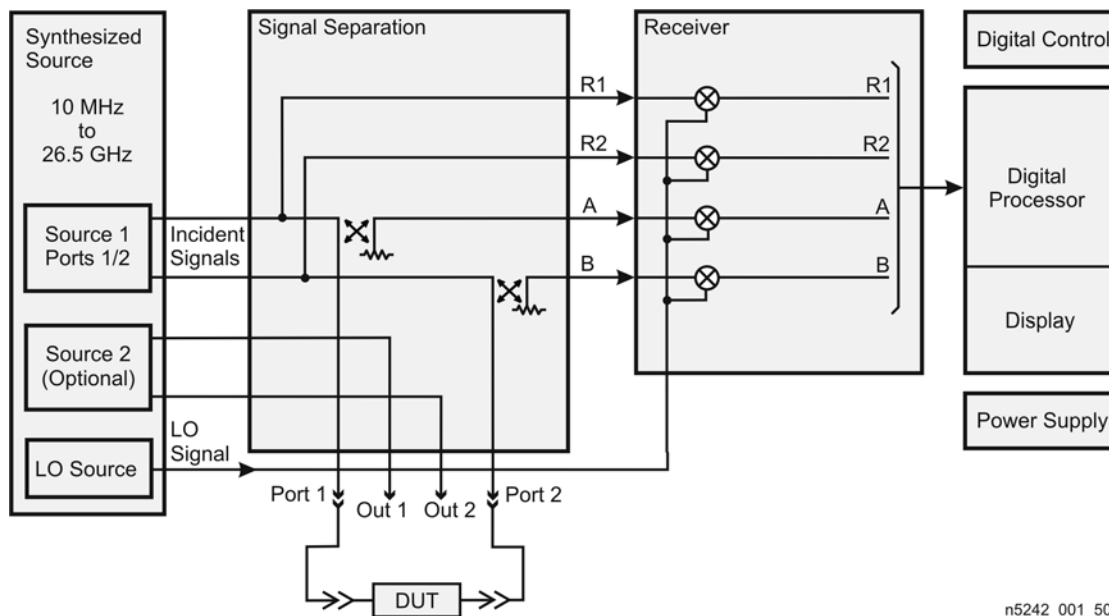 Synthesized
Source
10 MHz
to
26.5 GHz
Source 1
Ports 1/2
Source 2
(Optional)
LO Source
Incident
Signals
LO
Signal
Signal Separation
R1
R2
A
B
Port 1
Out 1
Out 2
Port 2
DUT
Receiver
R1
R2
A
B
Digital Control
Digital
Processor
Display
Power Supply
n5242_001_50